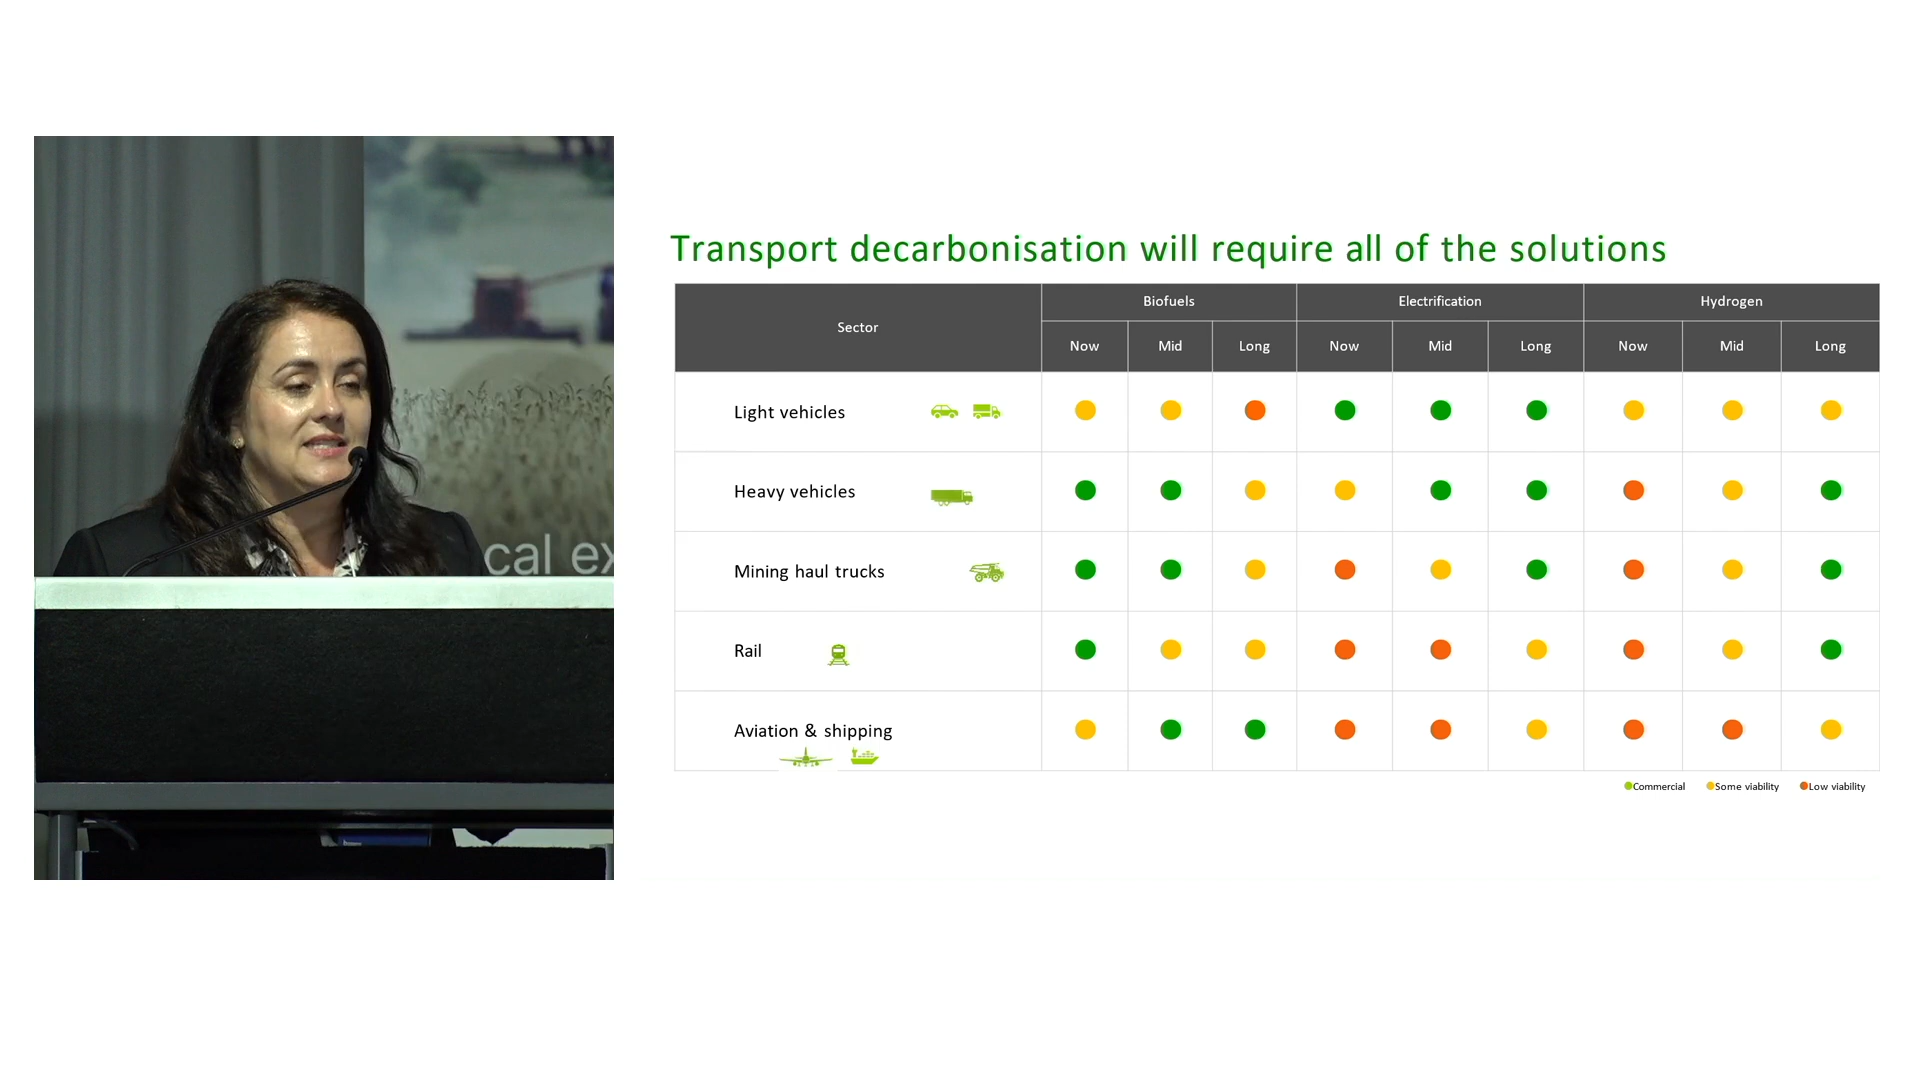 cal ex
Transport decarbonisation will require all of the solutions
Sector
Biofuels
Electrification
Hydrogen
Now
Mid
Long
Now
Mid
Long
Now
Mid
Long
Light vehicles
Heavy vehicles
Mining haul trucks
Rail
Aviation & shipping
Commercial
Some viability
Low viability